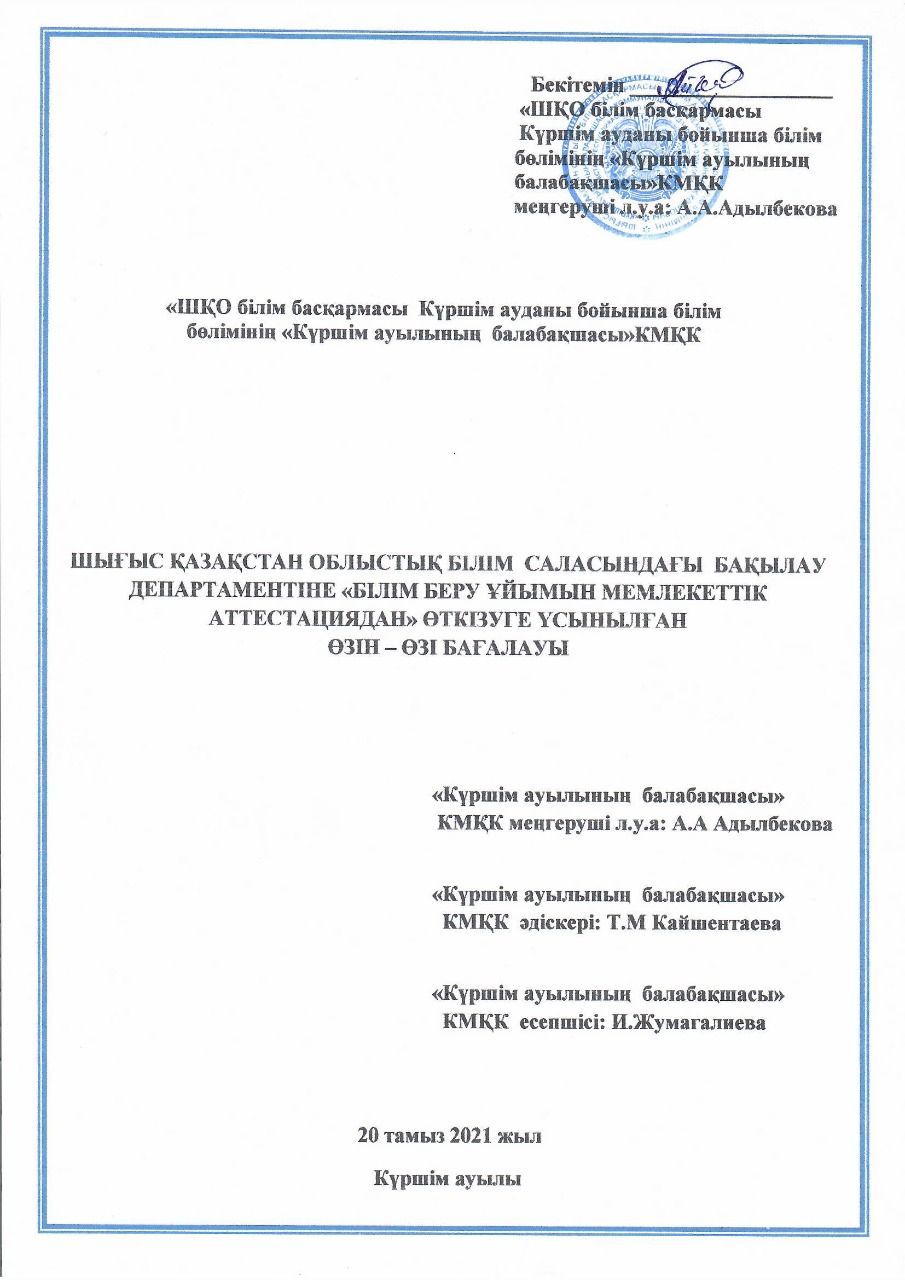 Бекітемін ____________________
«ШҚО білім басқармасы
Күршім ауданы бойынша білім
бөлімінің «Күршім ауылының
балабақшасы»КМҚК
меңгеруші л.у.а: А.А.Адылбекова
«ШҚО білім басқармасы Күршім ауданы бойынша білім
бөлімінің «Күршім ауылының балабақшасы»КМҚК
ШЫҒЫС ҚАЗАҚСТАН ОБЛЫСТЫҚ БІЛІМ САЛАСЫНДАҒЫ БАҚЫЛАУ
ДЕПАРТАМЕНТІНЕ «БІЛІМ БЕРУ ҰЙЫМЫН МЕМЛЕКЕТТІК
АТТЕСТАЦИЯДАН» ӨТКІЗУГЕ ҰСЫНЫЛҒАН
ӨЗІН – ӨЗІ БАҒАЛАУЫ
«Күршім ауылының балабақшасы»
КМҚК меңгеруші л.у.а: А.А Адылбекова
«Күршім ауылының балабақшасы»
КМҚК әдіскері: Т.М Кайшентаева
«Күршім ауылының балабақшасы»
КМҚК есепшісі: И.Жумагалиева
20 тамыз 2021 жыл
Күршім ауылы